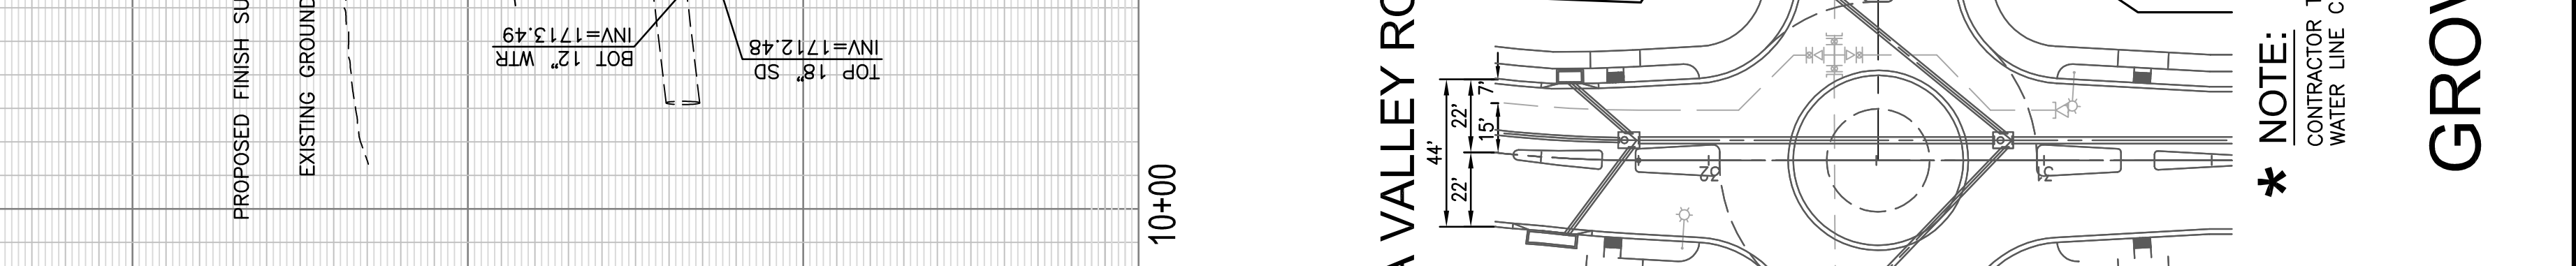 PROPOSED FINISH SU
EXISTING GROUND
BOT 12" WTR
INV=1713.49
TOP 18" SD
INV=1712.48
10+00
A VALLEY RO
44'
22'
22'
7'
15'
32
31
* NOTE:
CONTRACTOR T
WATER LINE C
GROV